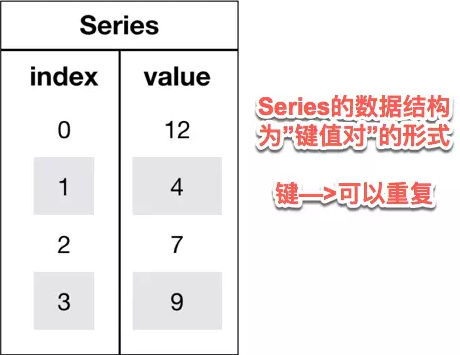 Series
index value
0 12
1 4
2 7
3 9
Series的数据结构
为”键值对”的形式
键—>可以重复